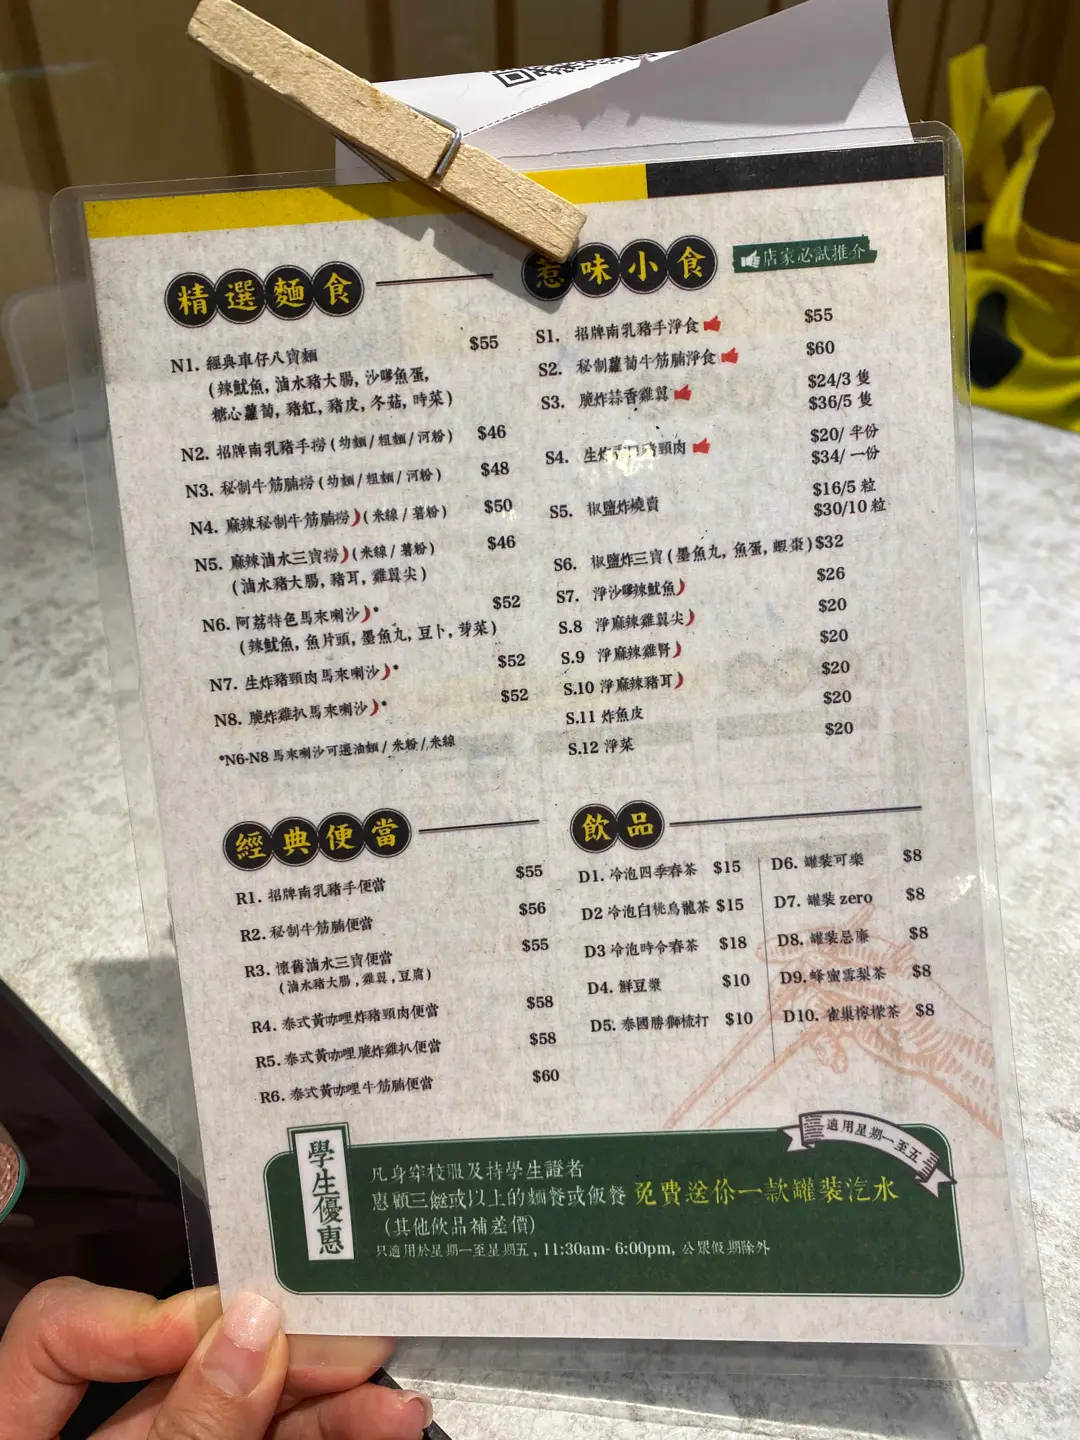 精選麵食
N1. 經典車仔八寶麵 $55
(辣魷魚, 滷水豬大腸, 沙嗲魚蛋,
糖心蘿蔔, 豬紅, 豬皮, 冬菇, 時菜)
N2. 招牌南乳豬手撈(幼麵/粗麵/河粉) $46
N3. 秘制牛筋腩撈(幼麵/粗麵/河粉) $48
N4. 麻辣秘制牛筋腩撈(米線/薯粉) $50
N5. 麻辣滷水三寶撈(米線/薯粉) $46
(滷水豬大腸, 豬耳, 雞翼尖)
N6. 阿荔特色馬來喇沙* $52
(辣魷魚, 魚片頭, 墨魚丸, 豆卜, 芽菜)
N7. 生炸豬頸肉馬來喇沙* $52
N8. 脆炸雞扒馬來喇沙* $52
*N6-N8 馬來喇沙可選油麵/米粉/米線
惹味小食
店家必試推介
S1. 招牌南乳豬手淨食 $55
S2. 秘制蘿蔔牛筋腩淨食 $60
S3. 脆炸蒜香雞翼 $24/3 隻
$36/5 隻
S4. 生炸豬頸肉 $20/ 半份
$34/ 一份
S5. 椒鹽炸燒賣 $16/5 粒
$30/10 粒
S6. 椒鹽炸三寶(墨魚丸, 魚蛋, 蝦棗) $32
S7. 淨沙嗲辣魷魚 $26
S.8 淨麻辣雞翼尖 $20
S.9 淨麻辣雞腎 $20
S.10 淨麻辣豬耳 $20
S.11 炸魚皮 $20
S.12 淨菜 $20
經典便當
R1. 招牌南乳豬手便當 $55
R2. 秘制牛筋腩便當 $56
R3. 懷舊滷水三寶便當 $55
(滷水豬大腸, 雞翼, 豆腐)
R4. 泰式黃咖哩炸豬頸肉便當 $58
R5. 泰式黃咖哩脆炸雞扒便當 $58
R6. 泰式黃咖哩牛筋腩便當 $60
飲品
D1. 冷泡四季春茶 $15
D2 冷泡白桃烏龍茶 $15
D3 冷泡時令春茶 $18
D4. 鮮豆漿 $10
D5. 泰國勝獅梳打 $10
D6. 罐裝可樂 $8
D7. 罐裝 zero $8
D8. 罐裝忌廉 $8
D9. 蜂蜜雪梨茶 $8
D10. 雀巢檸檬茶 $8
學生優惠
適用星期一至五
凡身穿校服及持學生證者
惠顧三餸或以上的麵餐或飯餐 免費送你一款罐裝汽水
(其他飲品補差價)
只適用於星期一至星期五, 11:30am- 6:00pm, 公眾假期除外